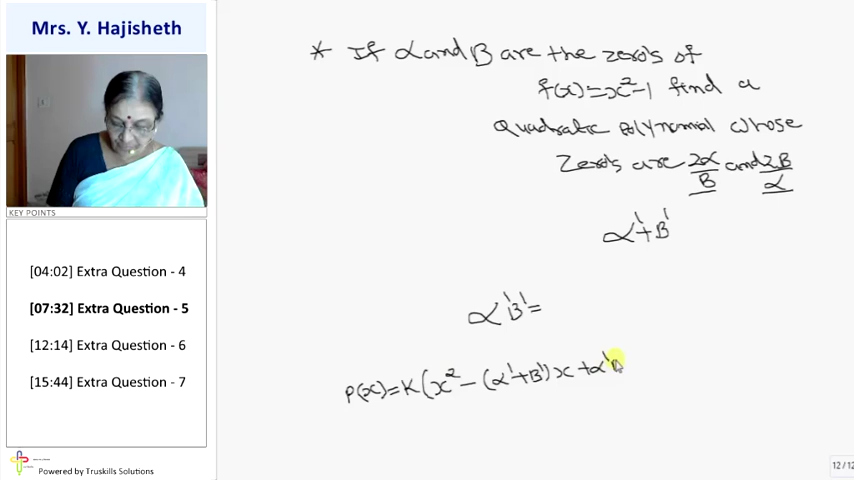 Mrs. Y. Hajisheth
KEY POINTS
[04:02] Extra Question - 4
[07:32] Extra Question - 5
[12:14] Extra Question - 6
[15:44] Extra Question - 7
Powered by Truskills Solutions
* If α and β are the zero's of
f(x)=x²-1 find a
Quadratic Polynomial whose
Zero's are 2α/β and 2β/α
α'+β'
α'β'=
P(x)=K(x²-(α'+β')x+α'β
12/12